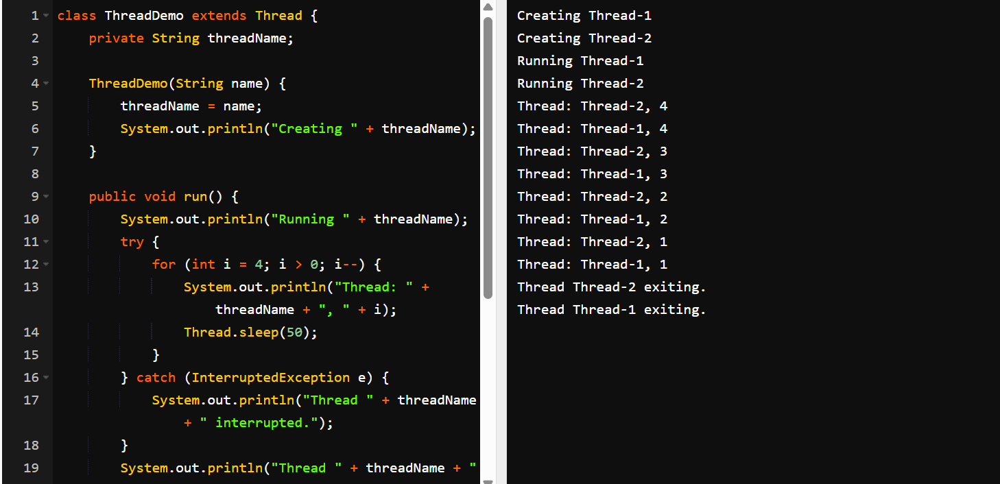 1 class ThreadDemo extends Thread {
2     private String threadName;
3
4     ThreadDemo(String name) {
5         threadName = name;
6         System.out.println("Creating " + threadName);
7     }
8
9     public void run() {
10         System.out.println("Running " + threadName);
11         try {
12             for (int i = 4; i > 0; i--) {
13                 System.out.println("Thread: " +
                    threadName + ", " + i);
14                 Thread.sleep(50);
15             }
16         } catch (InterruptedException e) {
17             System.out.println("Thread " + threadName
                + " interrupted.");
18         }
19         System.out.println("Thread " + threadName + "
Creating Thread-1
Creating Thread-2
Running Thread-1
Running Thread-2
Thread: Thread-2, 4
Thread: Thread-1, 4
Thread: Thread-2, 3
Thread: Thread-1, 3
Thread: Thread-2, 2
Thread: Thread-1, 2
Thread: Thread-2, 1
Thread: Thread-1, 1
Thread Thread-2 exiting.
Thread Thread-1 exiting.